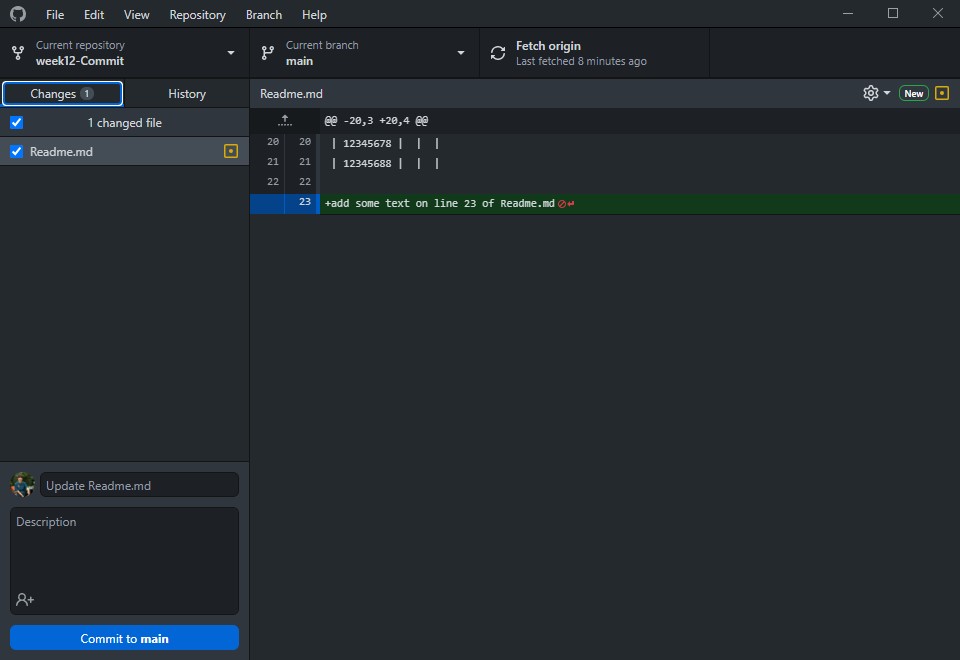 File Edit View Repository Branch Help
Current repository
week12-Commit
Current branch
main
Fetch origin
Last fetched 8 minutes ago
Changes 1 History
1 changed file
Readme.md
Readme.md New
@@ -20,3 +20,4 @@
20 20 | 12345678 | | |
21 21 | 12345688 | | |
22 22
23 +add some text on line 23 of Readme.md
Update Readme.md
Description
Commit to main